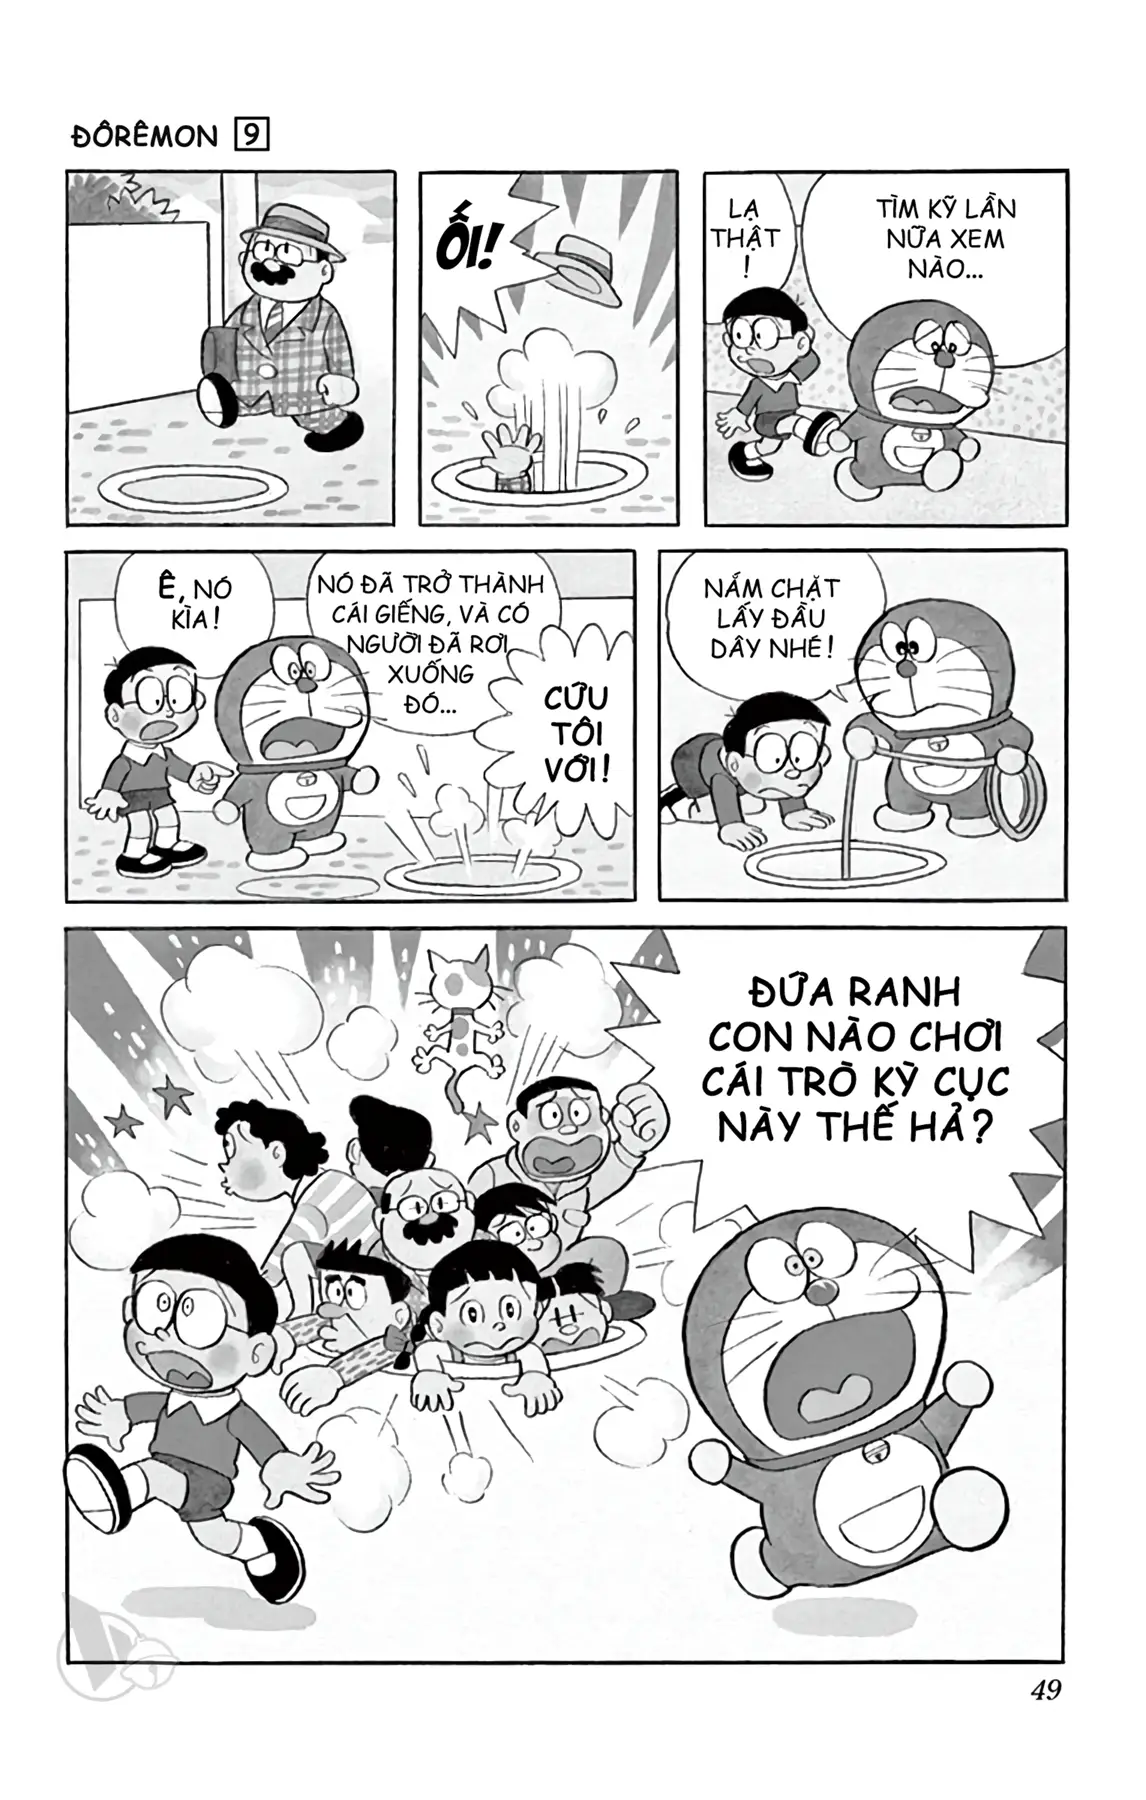 ĐÔRÊMON 9
ỐI!
LẠ
THẬT
!
TÌM KỸ LẦN
NỮA XEM
NÀO...
Ê, NÓ
KÌA!
NÓ ĐÃ TRỞ THÀNH
CÁI GIẾNG, VÀ CÓ
NGƯỜI ĐÃ RƠI
XUỐNG
ĐÓ...
CỨU
TÔI
VỚI!
NẮM CHẶT
LẤY ĐẦU
DÂY NHÉ!
ĐỨA RANH
CON NÀO CHƠI
CÁI TRÒ KỲ CỤC
NÀY THẾ HẢ?
49